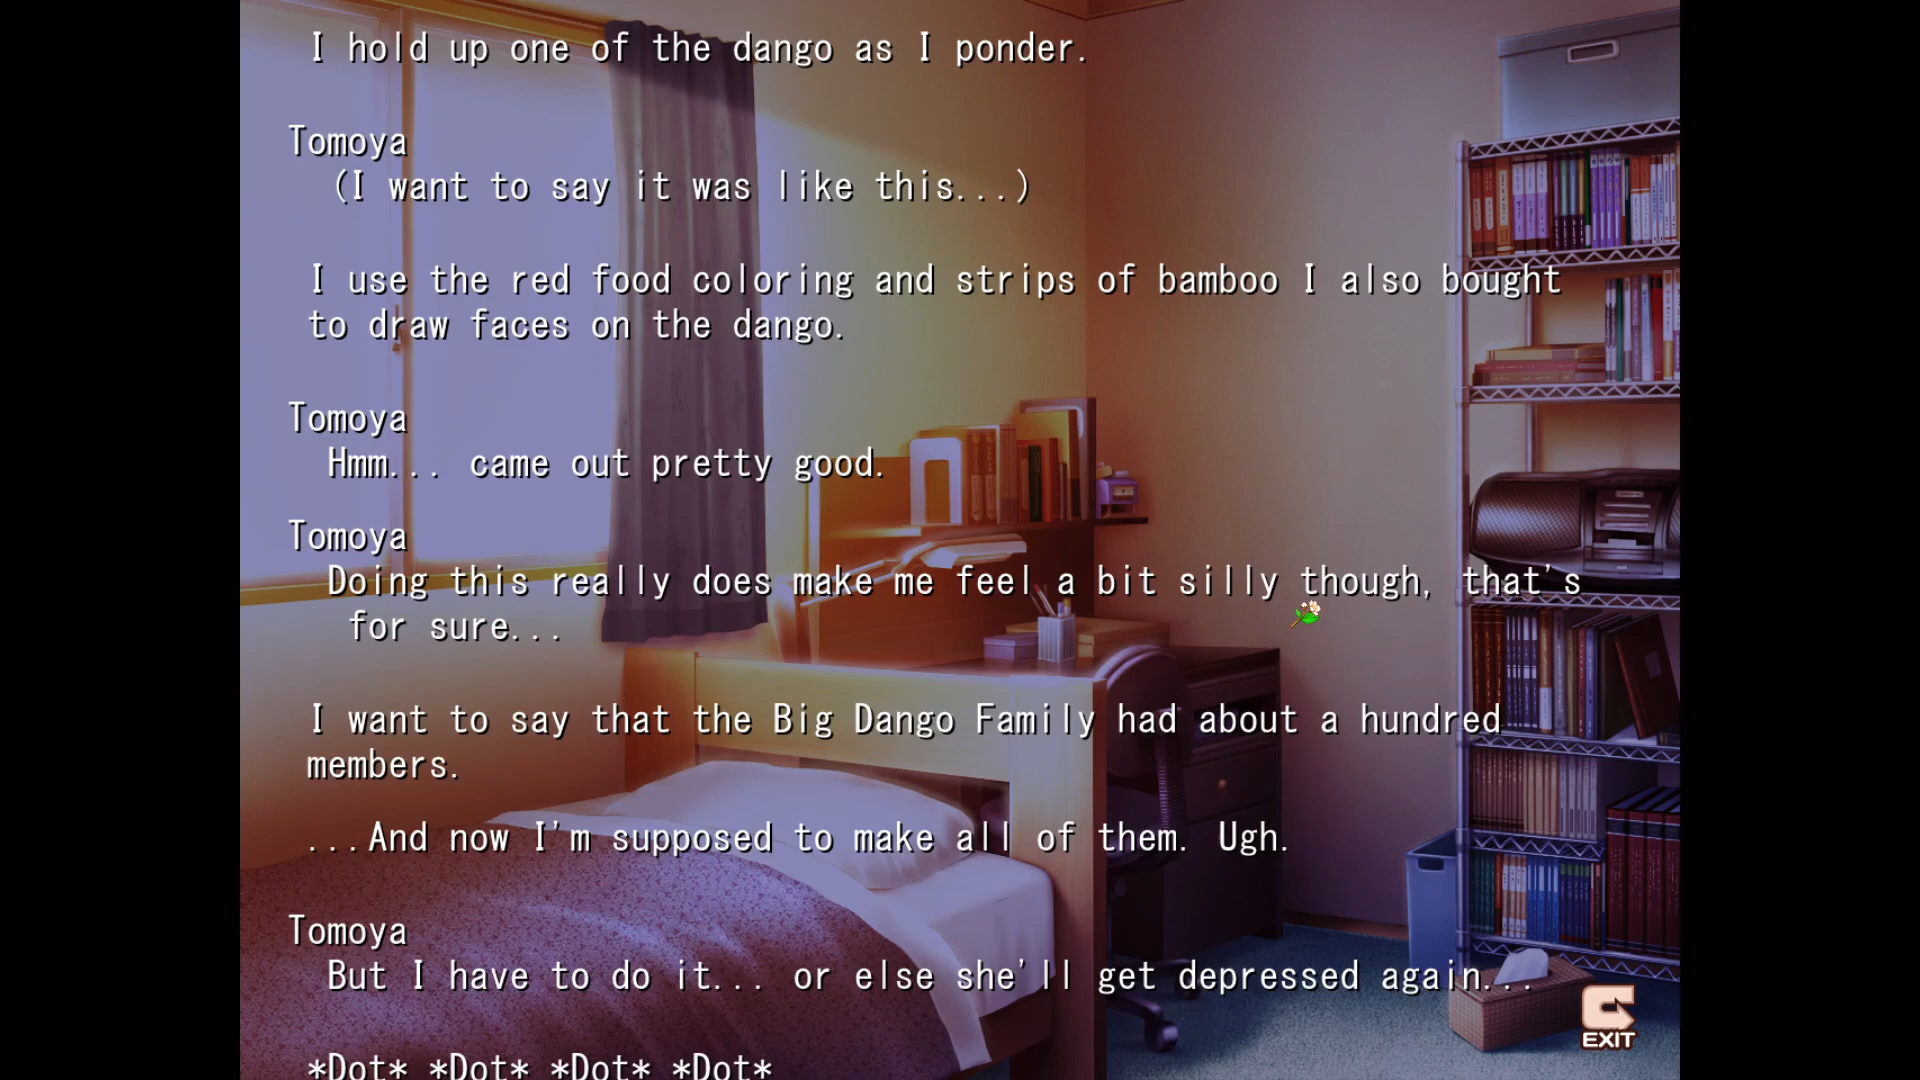 I hold up one of the dango as I ponder.
Tomoya
(I want to say it was like this...)
I use the red food coloring and strips of bamboo I also bought
to draw faces on the dango.
Tomoya
Hmm... came out pretty good.
Tomoya
Doing this really does make me feel a bit silly though, that's
for sure...
I want to say that the Big Dango Family had about a hundred
members.
...And now I'm supposed to make all of them. Ugh.
Tomoya
But I have to do it... or else she'll get depressed again...
*Dot* *Dot* *Dot* *Dot*
EXIT